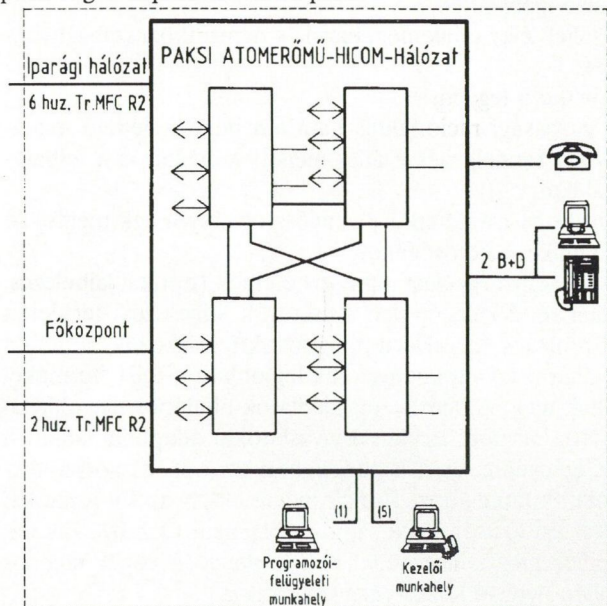 PAKSI ATOMERŐMŰ-HICOM-Hálózat
Iparági hálózat
6 huz. Tr.MFC R2
2 B+D
Főközpont
2 huz. Tr.MFC R2
(1)
(5)
Programozói-
felügyeleti
munkahely
Kezelői
munkahely